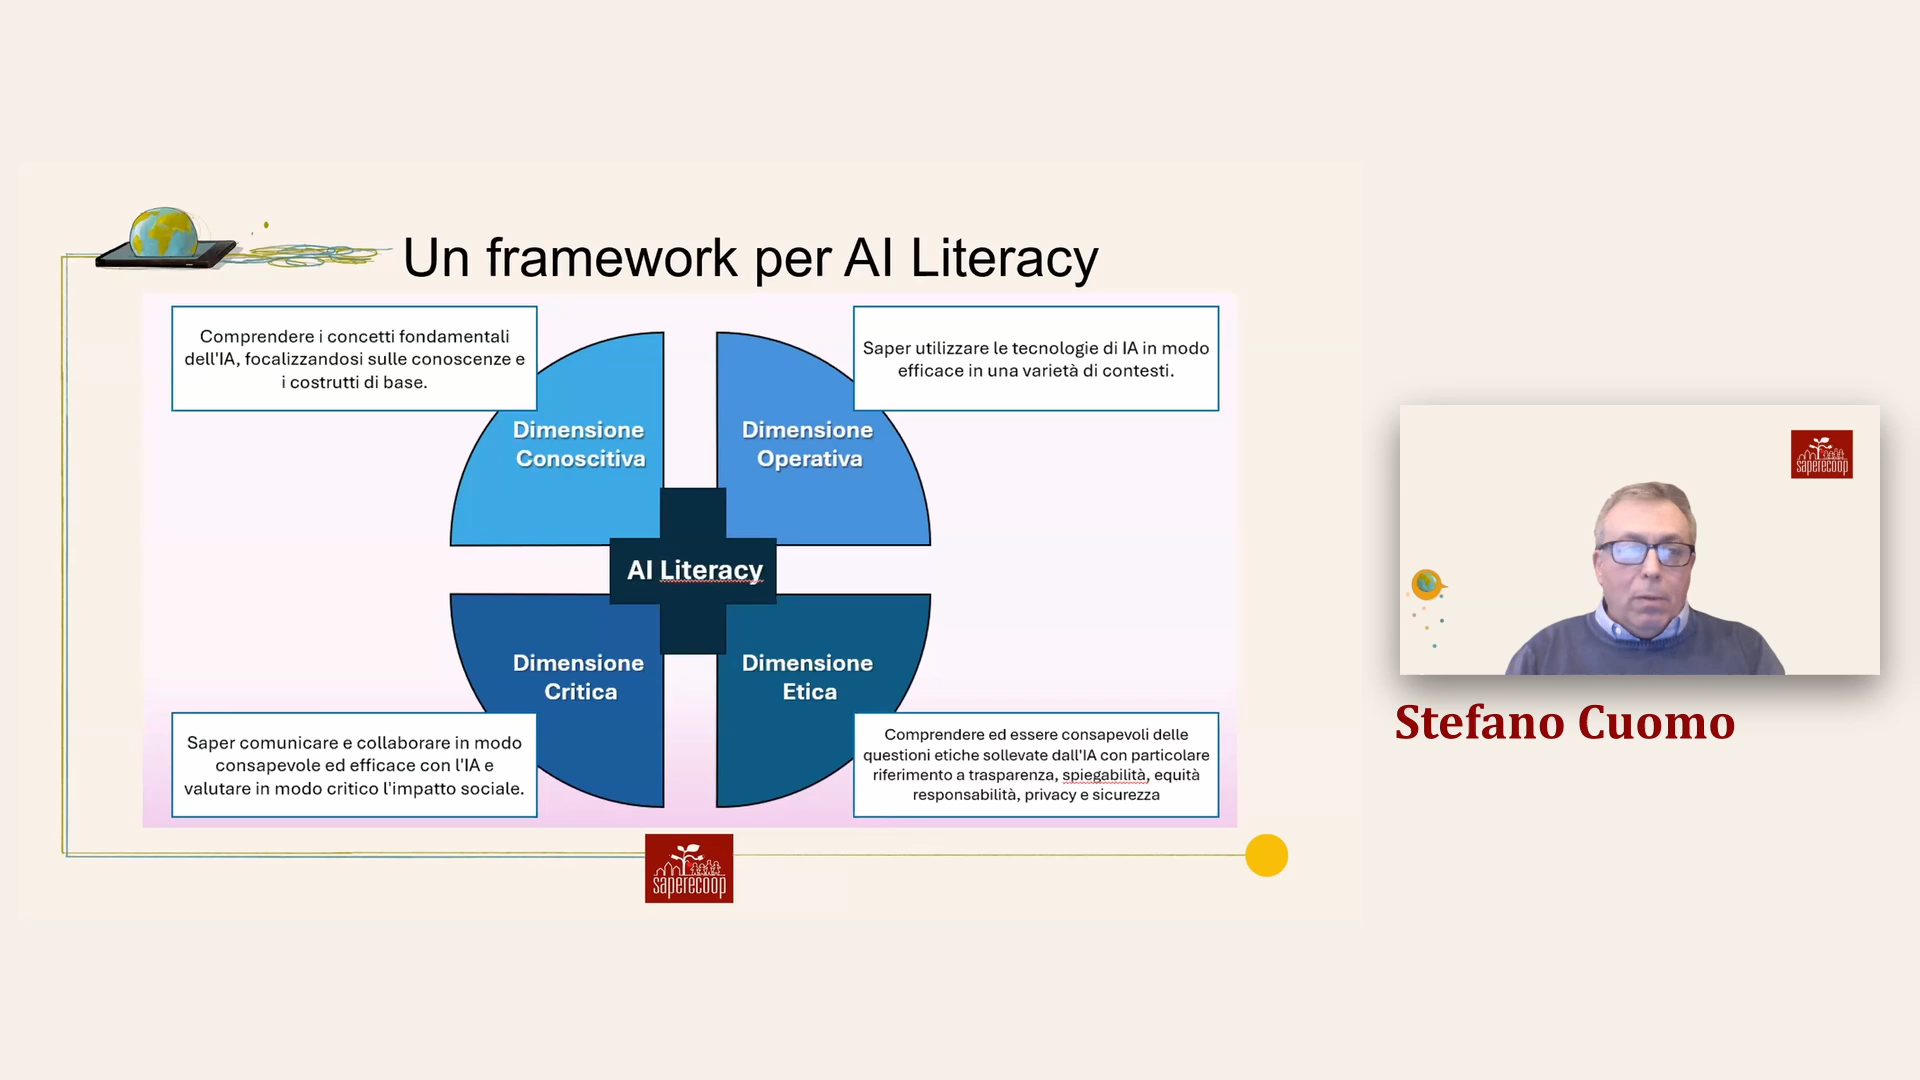 Un framework per AI Literacy
Comprendere i concetti fondamentali
dell'IA, focalizzandosi sulle conoscenze e
i costrutti di base.
Saper utilizzare le tecnologie di IA in modo
efficace in una varietà di contesti.
Dimensione
Conoscitiva
Dimensione
Operativa
AI Literacy
Dimensione
Critica
Dimensione
Etica
Saper comunicare e collaborare in modo
consapevole ed efficace con l'IA e
valutare in modo critico l'impatto sociale.
Comprendere ed essere consapevoli delle
questioni etiche sollevate dall'IA con particolare
riferimento a trasparenza, spiegabilità, equità
responsabilità, privacy e sicurezza
saperecoop
saperecoop
Stefano Cuomo